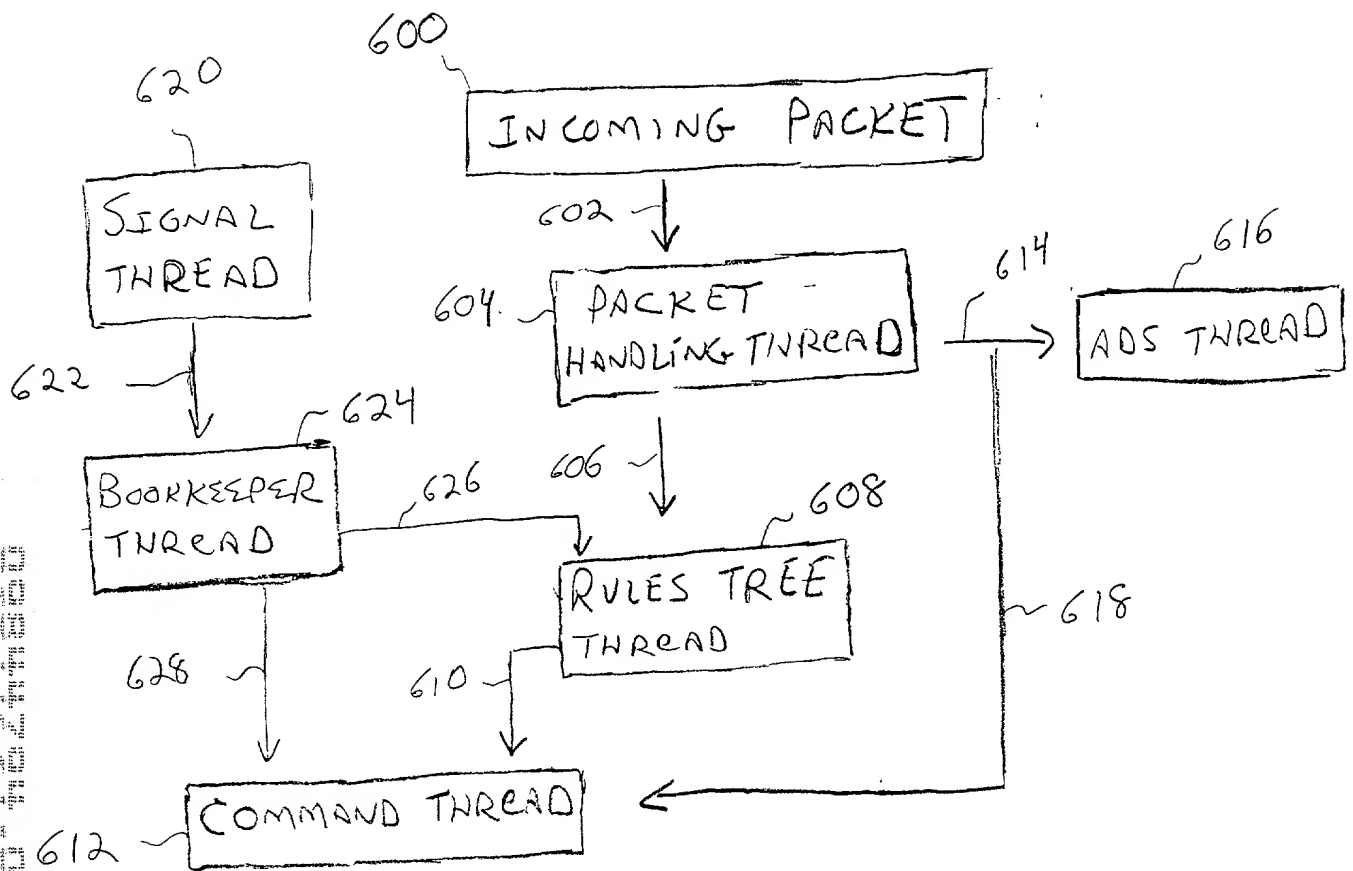 600
620
INCOMING PACKET
SIGNAL
THREAD
602
614
616
604
PACKET
HANDLING THREAD
ADS THREAD
622
624
606
626
608
BOOKKEEPER
THREAD
RULES TREE
THREAD
618
628
610
COMMAND THREAD
612